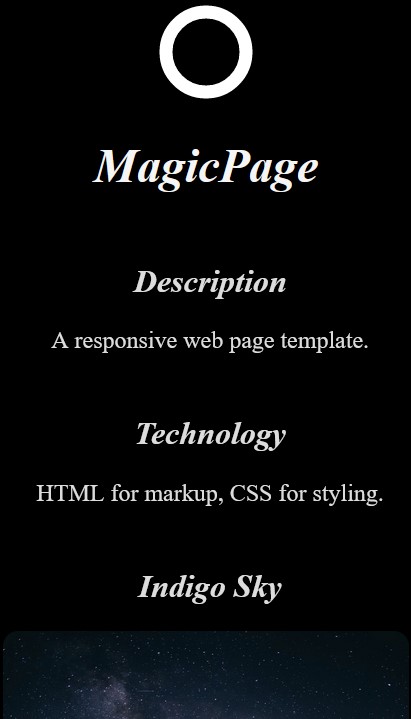 MagicPage
Description
A responsive web page template.
Technology
HTML for markup, CSS for styling.
Indigo Sky